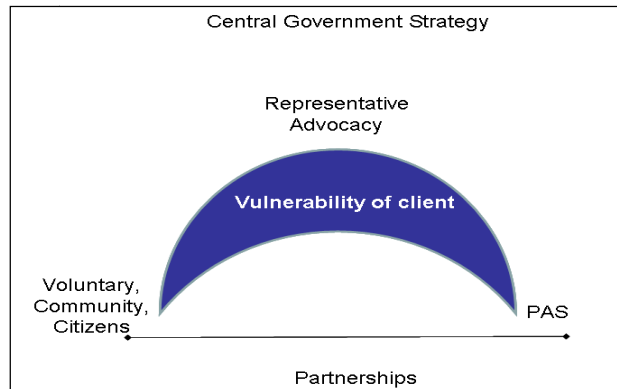 Central Government Strategy
Representative
Advocacy
Vulnerability of client
Voluntary,
Community,
Citizens
PAS
Partnerships